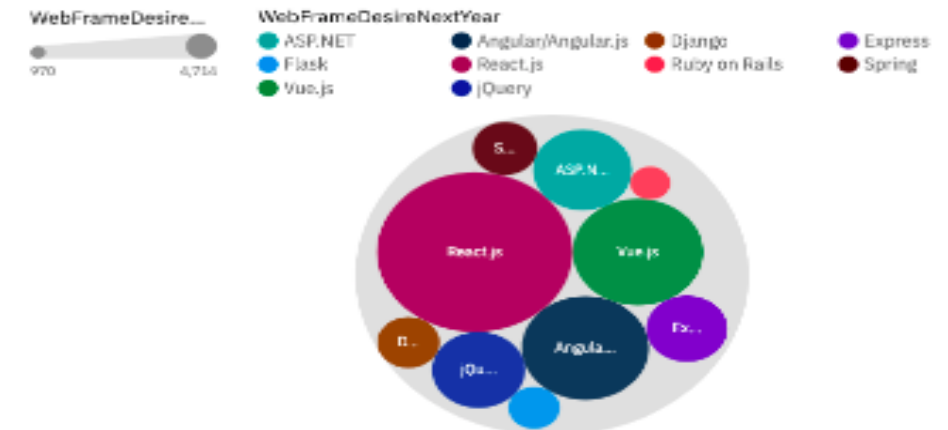 WebFrameDesire...
970
4,714
WebFrameDesireNextYear
ASP.NET
Angular/Angular.js
Django
Express
Flask
React.js
Ruby on Rails
Spring
Vue.js
jQuery
S...
ASP.N...
React.js
Vue.js
Ex...
D...
Angula...
jQu...